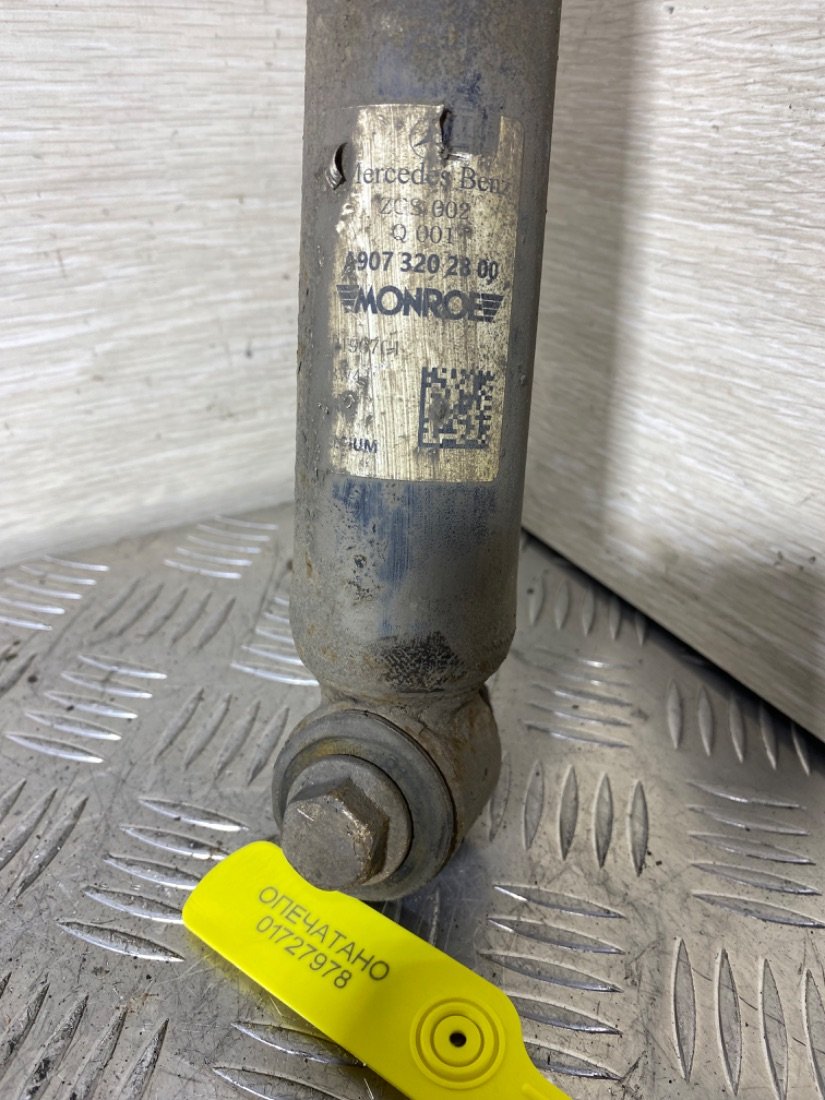 Mercedes Benz
ZGS 002
Q 001
A907 320 28 00
MONROE
ОПЕЧАТАНО
01727978